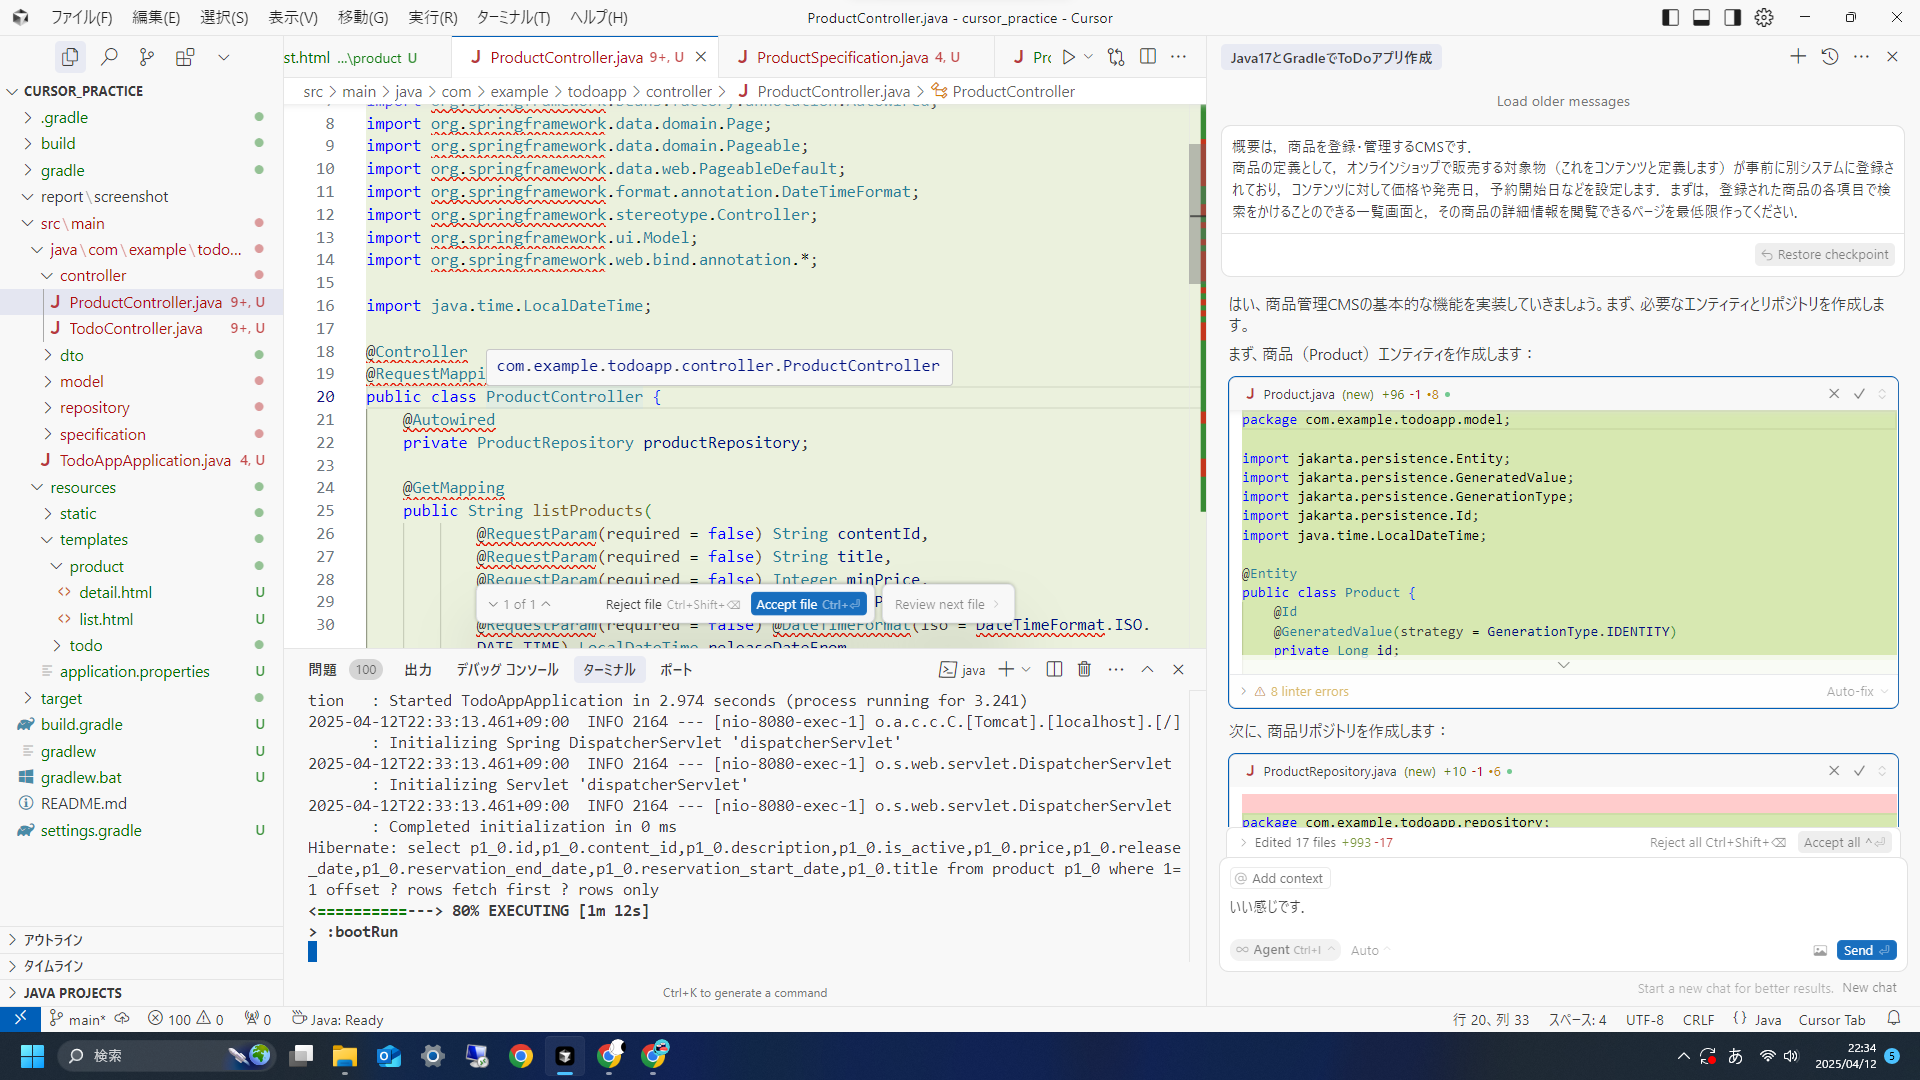 ファイル(F) 編集(E) 選択(S) 表示(V) 移動(G) 実行(R) ターミナル(T) ヘルプ(H)
ProductController.java - cursor_practice - Cursor
CURSOR_PRACTICE
.gradle
build
gradle
report\screenshot
src\main
java\com\example\todo...
controller
ProductController.java 9+, U
TodoController.java 9+, U
dto
model
repository
specification
TodoAppApplication.java 4, U
resources
static
templates
product
detail.html U
list.html U
todo
application.properties U
target
build.gradle U
gradlew U
gradlew.bat U
README.md
settings.gradle U
アウトライン
タイムライン
JAVA PROJECTS
st.html ...\product U
ProductController.java 9+, U
ProductSpecification.java 4, U
src > main > java > com > example > todoapp > controller > ProductController.java > ProductController
8 import org.springframework.data.domain.Page;
9 import org.springframework.data.domain.Pageable;
10 import org.springframework.data.web.PageableDefault;
11 import org.springframework.format.annotation.DateTimeFormat;
12 import org.springframework.stereotype.Controller;
13 import org.springframework.ui.Model;
14 import org.springframework.web.bind.annotation.*;
15
16 import java.time.LocalDateTime;
17
18 @Controller
19 @RequestMappi
com.example.todoapp.controller.ProductController
20 public class ProductController {
21 @Autowired
22 private ProductRepository productRepository;
23
24 @GetMapping
25 public String listProducts(
26 @RequestParam(required = false) String contentId,
27 @RequestParam(required = false) String title,
28 @RequestParam(required = false) Integer minPrice,
29
1 of 1 Reject file Ctrl+Shift+⌫ Accept file Ctrl+⏎ Review next file
30 @RequestParam(required = false) @DateTimeFormat(iso = DateTimeFormat.ISO.
DATE_TIME) LocalDateTime releaseDateFrom
問題 100 出力 デバッグ コンソール ターミナル ポート
java
tion : Started TodoAppApplication in 2.974 seconds (process running for 3.241)
2025-04-12T22:33:13.461+09:00 INFO 2164 --- [nio-8080-exec-1] o.a.c.c.C.[Tomcat].[localhost].[/]
: Initializing Spring DispatcherServlet 'dispatcherServlet'
2025-04-12T22:33:13.461+09:00 INFO 2164 --- [nio-8080-exec-1] o.s.web.servlet.DispatcherServlet
: Initializing Servlet 'dispatcherServlet'
2025-04-12T22:33:13.461+09:00 INFO 2164 --- [nio-8080-exec-1] o.s.web.servlet.DispatcherServlet
: Completed initialization in 0 ms
Hibernate: select p1_0.id,p1_0.content_id,p1_0.description,p1_0.is_active,p1_0.price,p1_0.release
_date,p1_0.reservation_end_date,p1_0.reservation_start_date,p1_0.title from product p1_0 where 1=
1 offset ? rows fetch first ? rows only
<==========---> 80% EXECUTING [1m 12s]
> :bootRun
Ctrl+K to generate a command
Java17とGradleでToDoアプリ作成
Load older messages
概要は，商品を登録・管理するCMSです．
商品の定義として，オンラインショップで販売する対象物（これをコンテンツと定義します）が事前に別システムに登録さ
れており，コンテンツに対して価格や発売日，予約開始日などを設定します．まずは，登録された商品の各項目で検
索をかけることのできる一覧画面と，その商品の詳細情報を閲覧できるページを最低限作ってください．
Restore checkpoint
はい、商品管理CMSの基本的な機能を実装していきましょう。まず、必要なエンティティとリポジトリを作成しま
す。
まず、商品（Product）エンティティを作成します：
Product.java (new) +96 -1 •8
package com.example.todoapp.model;
import jakarta.persistence.Entity;
import jakarta.persistence.GeneratedValue;
import jakarta.persistence.GenerationType;
import jakarta.persistence.Id;
import java.time.LocalDateTime;
@Entity
public class Product {
@Id
@GeneratedValue(strategy = GenerationType.IDENTITY)
private Long id;
8 linter errors Auto-fix
次に、商品リポジトリを作成します：
ProductRepository.java (new) +10 -1 •6
package com.example.todoapp.repository;
Edited 17 files +993 -17 Reject all Ctrl+Shift+⌫ Accept all ^⏎
@ Add context
いい感じです．
Agent Ctrl+I Auto Send ⏎
Start a new chat for better results. New chat
main* 100 0 0 Java: Ready
行 20、列 33 スペース: 4 UTF-8 CRLF {} Java Cursor Tab
検索
あ
22:34
2025/04/12
5